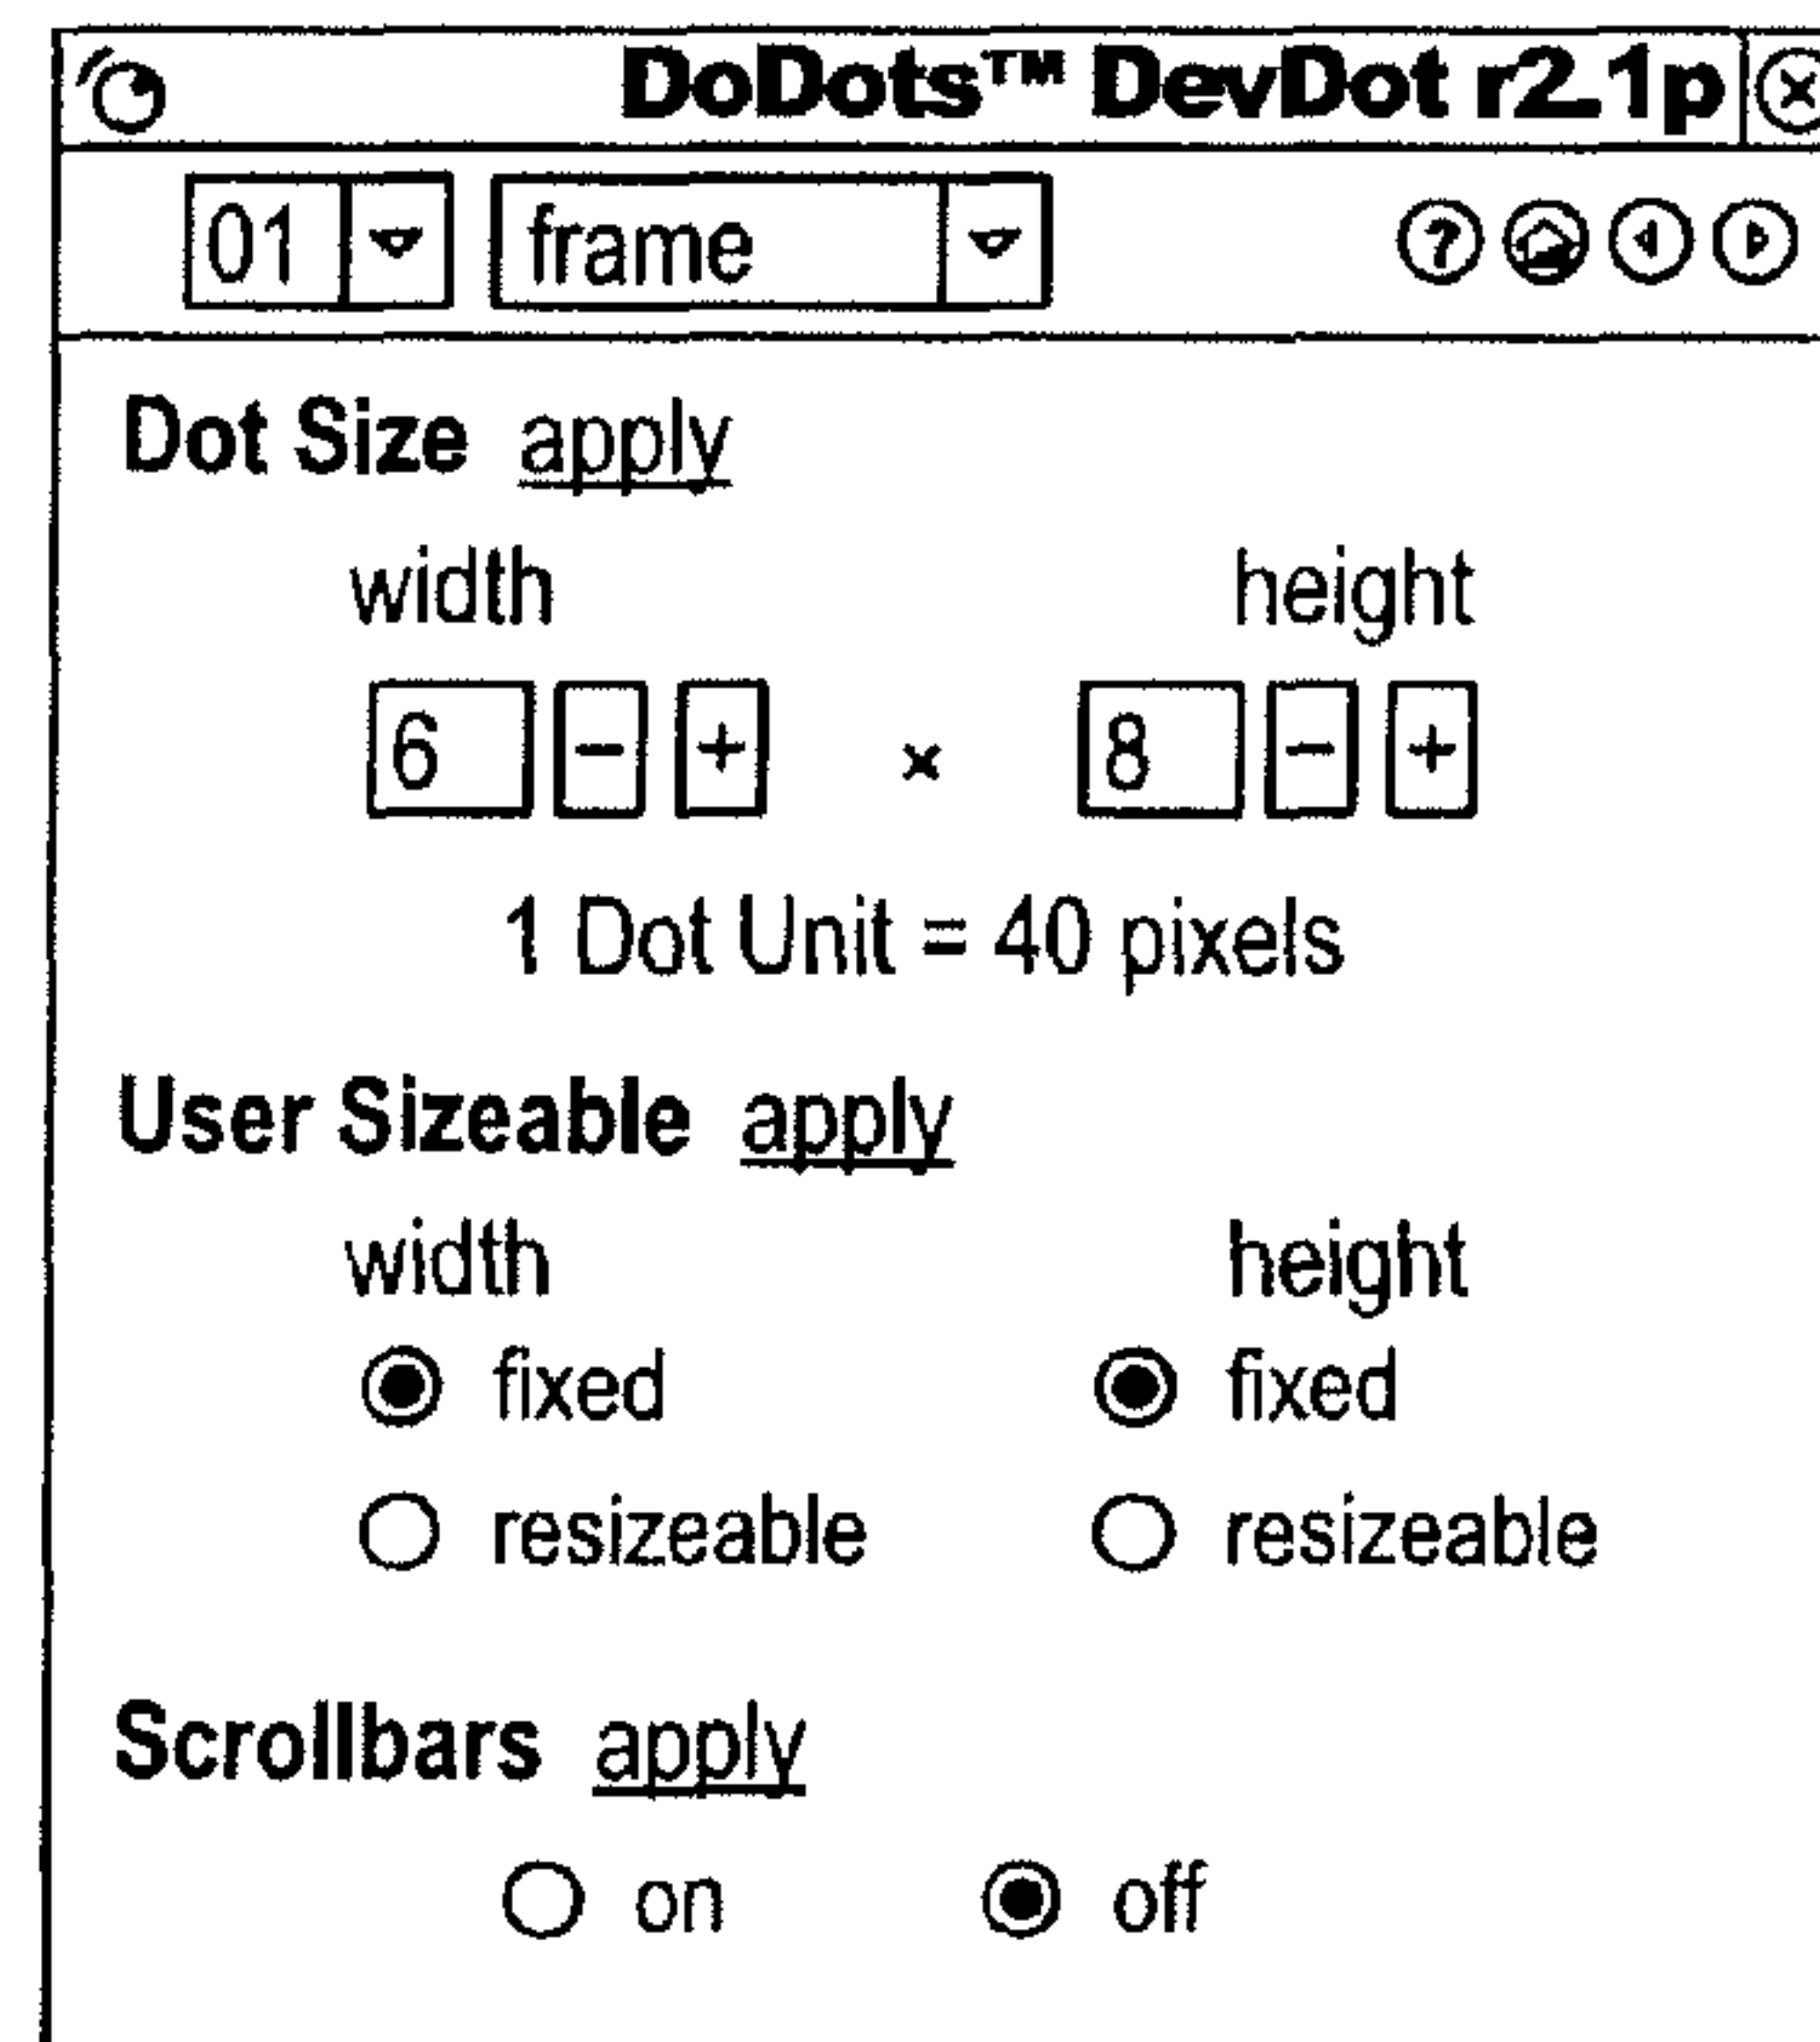 DoDots™ DevDot r2.1p
01 frame ?
Dot Size apply
width height
6 - + × 8 - +
1 Dot Unit = 40 pixels
User Sizeable apply
width height
fixed fixed
resizeable resizeable
Scrollbars apply
on off